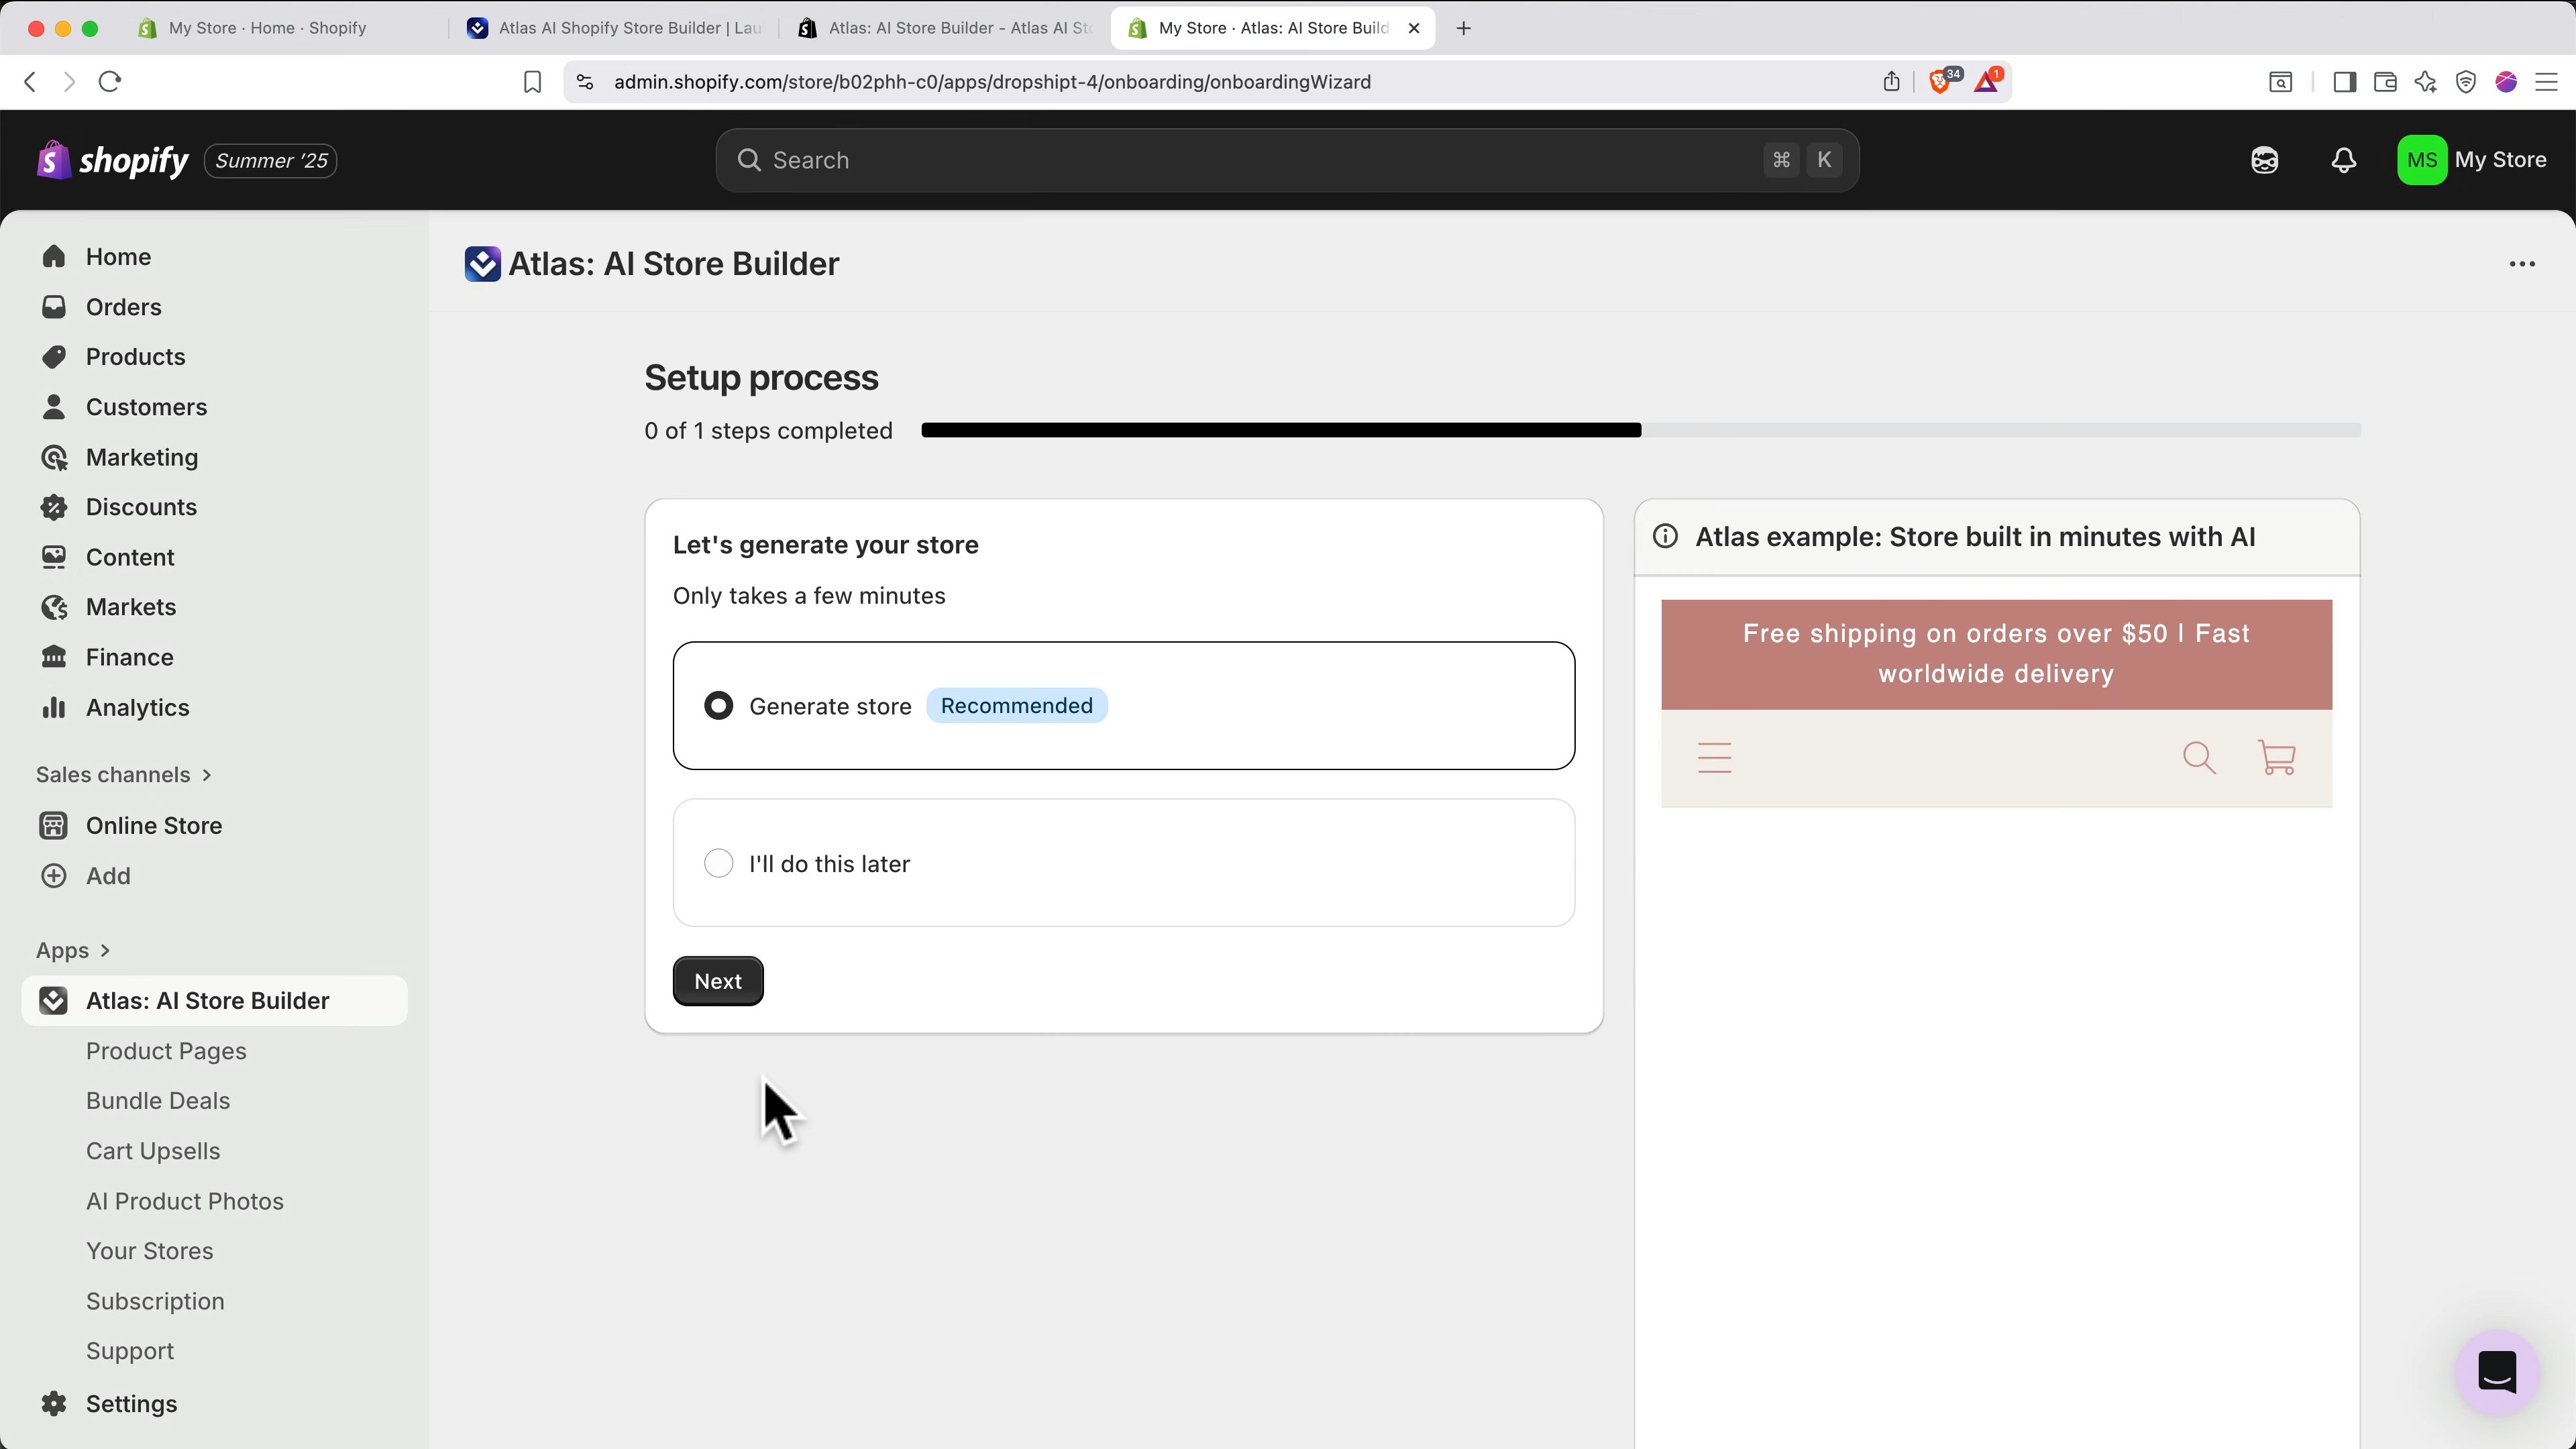 My Store · Home · Shopify
Atlas AI Shopify Store Builder | Lau
Atlas: AI Store Builder - Atlas AI Sto
My Store · Atlas: AI Store Build
admin.shopify.com/store/b02phh-c0/apps/dropshipt-4/onboarding/onboardingWizard
34
1
shopify
Summer '25
Search
⌘ K
MS
My Store
Home
Orders
Products
Customers
Marketing
Discounts
Content
Markets
Finance
Analytics
Sales channels
Online Store
Add
Apps
Atlas: AI Store Builder
Product Pages
Bundle Deals
Cart Upsells
AI Product Photos
Your Stores
Subscription
Support
Settings
Atlas: AI Store Builder
Setup process
0 of 1 steps completed
Let's generate your store
Only takes a few minutes
Generate store
Recommended
I'll do this later
Next
Atlas example: Store built in minutes with AI
Free shipping on orders over $50 | Fast
worldwide delivery